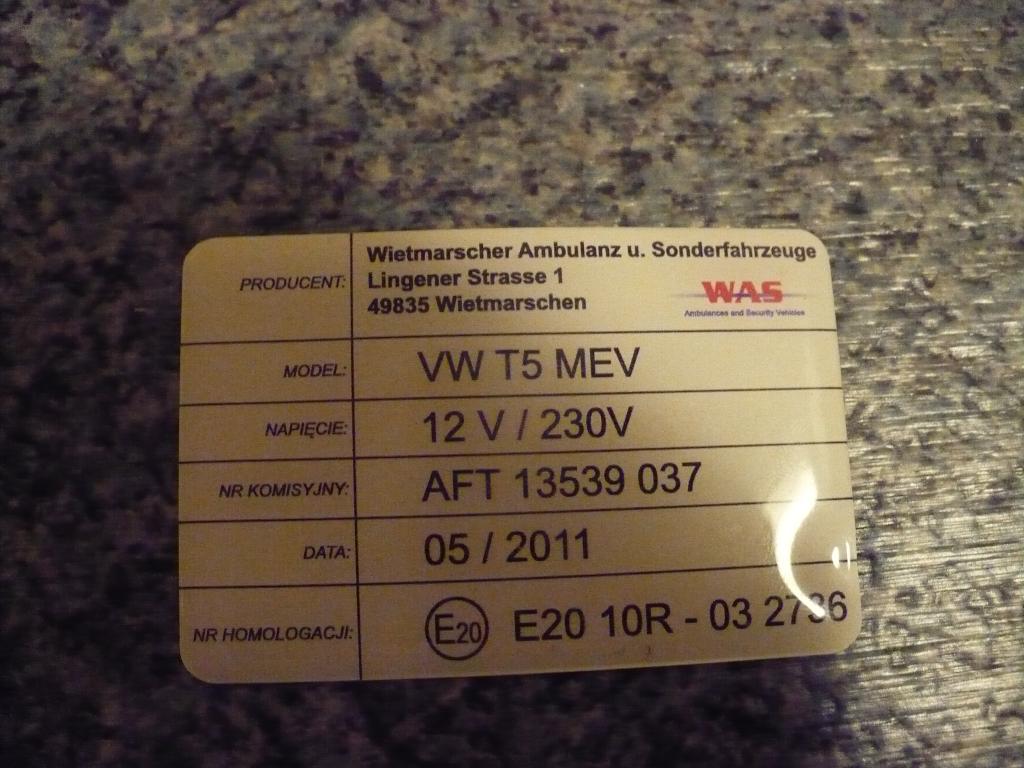 PRODUCENT:
Wietmarscher Ambulanz u. Sonderfahrzeuge
Lingener Strasse 1
49835 Wietmarschen
WAS
Ambulances and Security Vehicles
MODEL: VW T5 MEV
NAPIĘCIE: 12 V / 230V
NR KOMISYJNY: AFT 13539 037
DATA: 05 / 2011
NR HOMOLOGACJI: E20 E20 10R - 03 2736